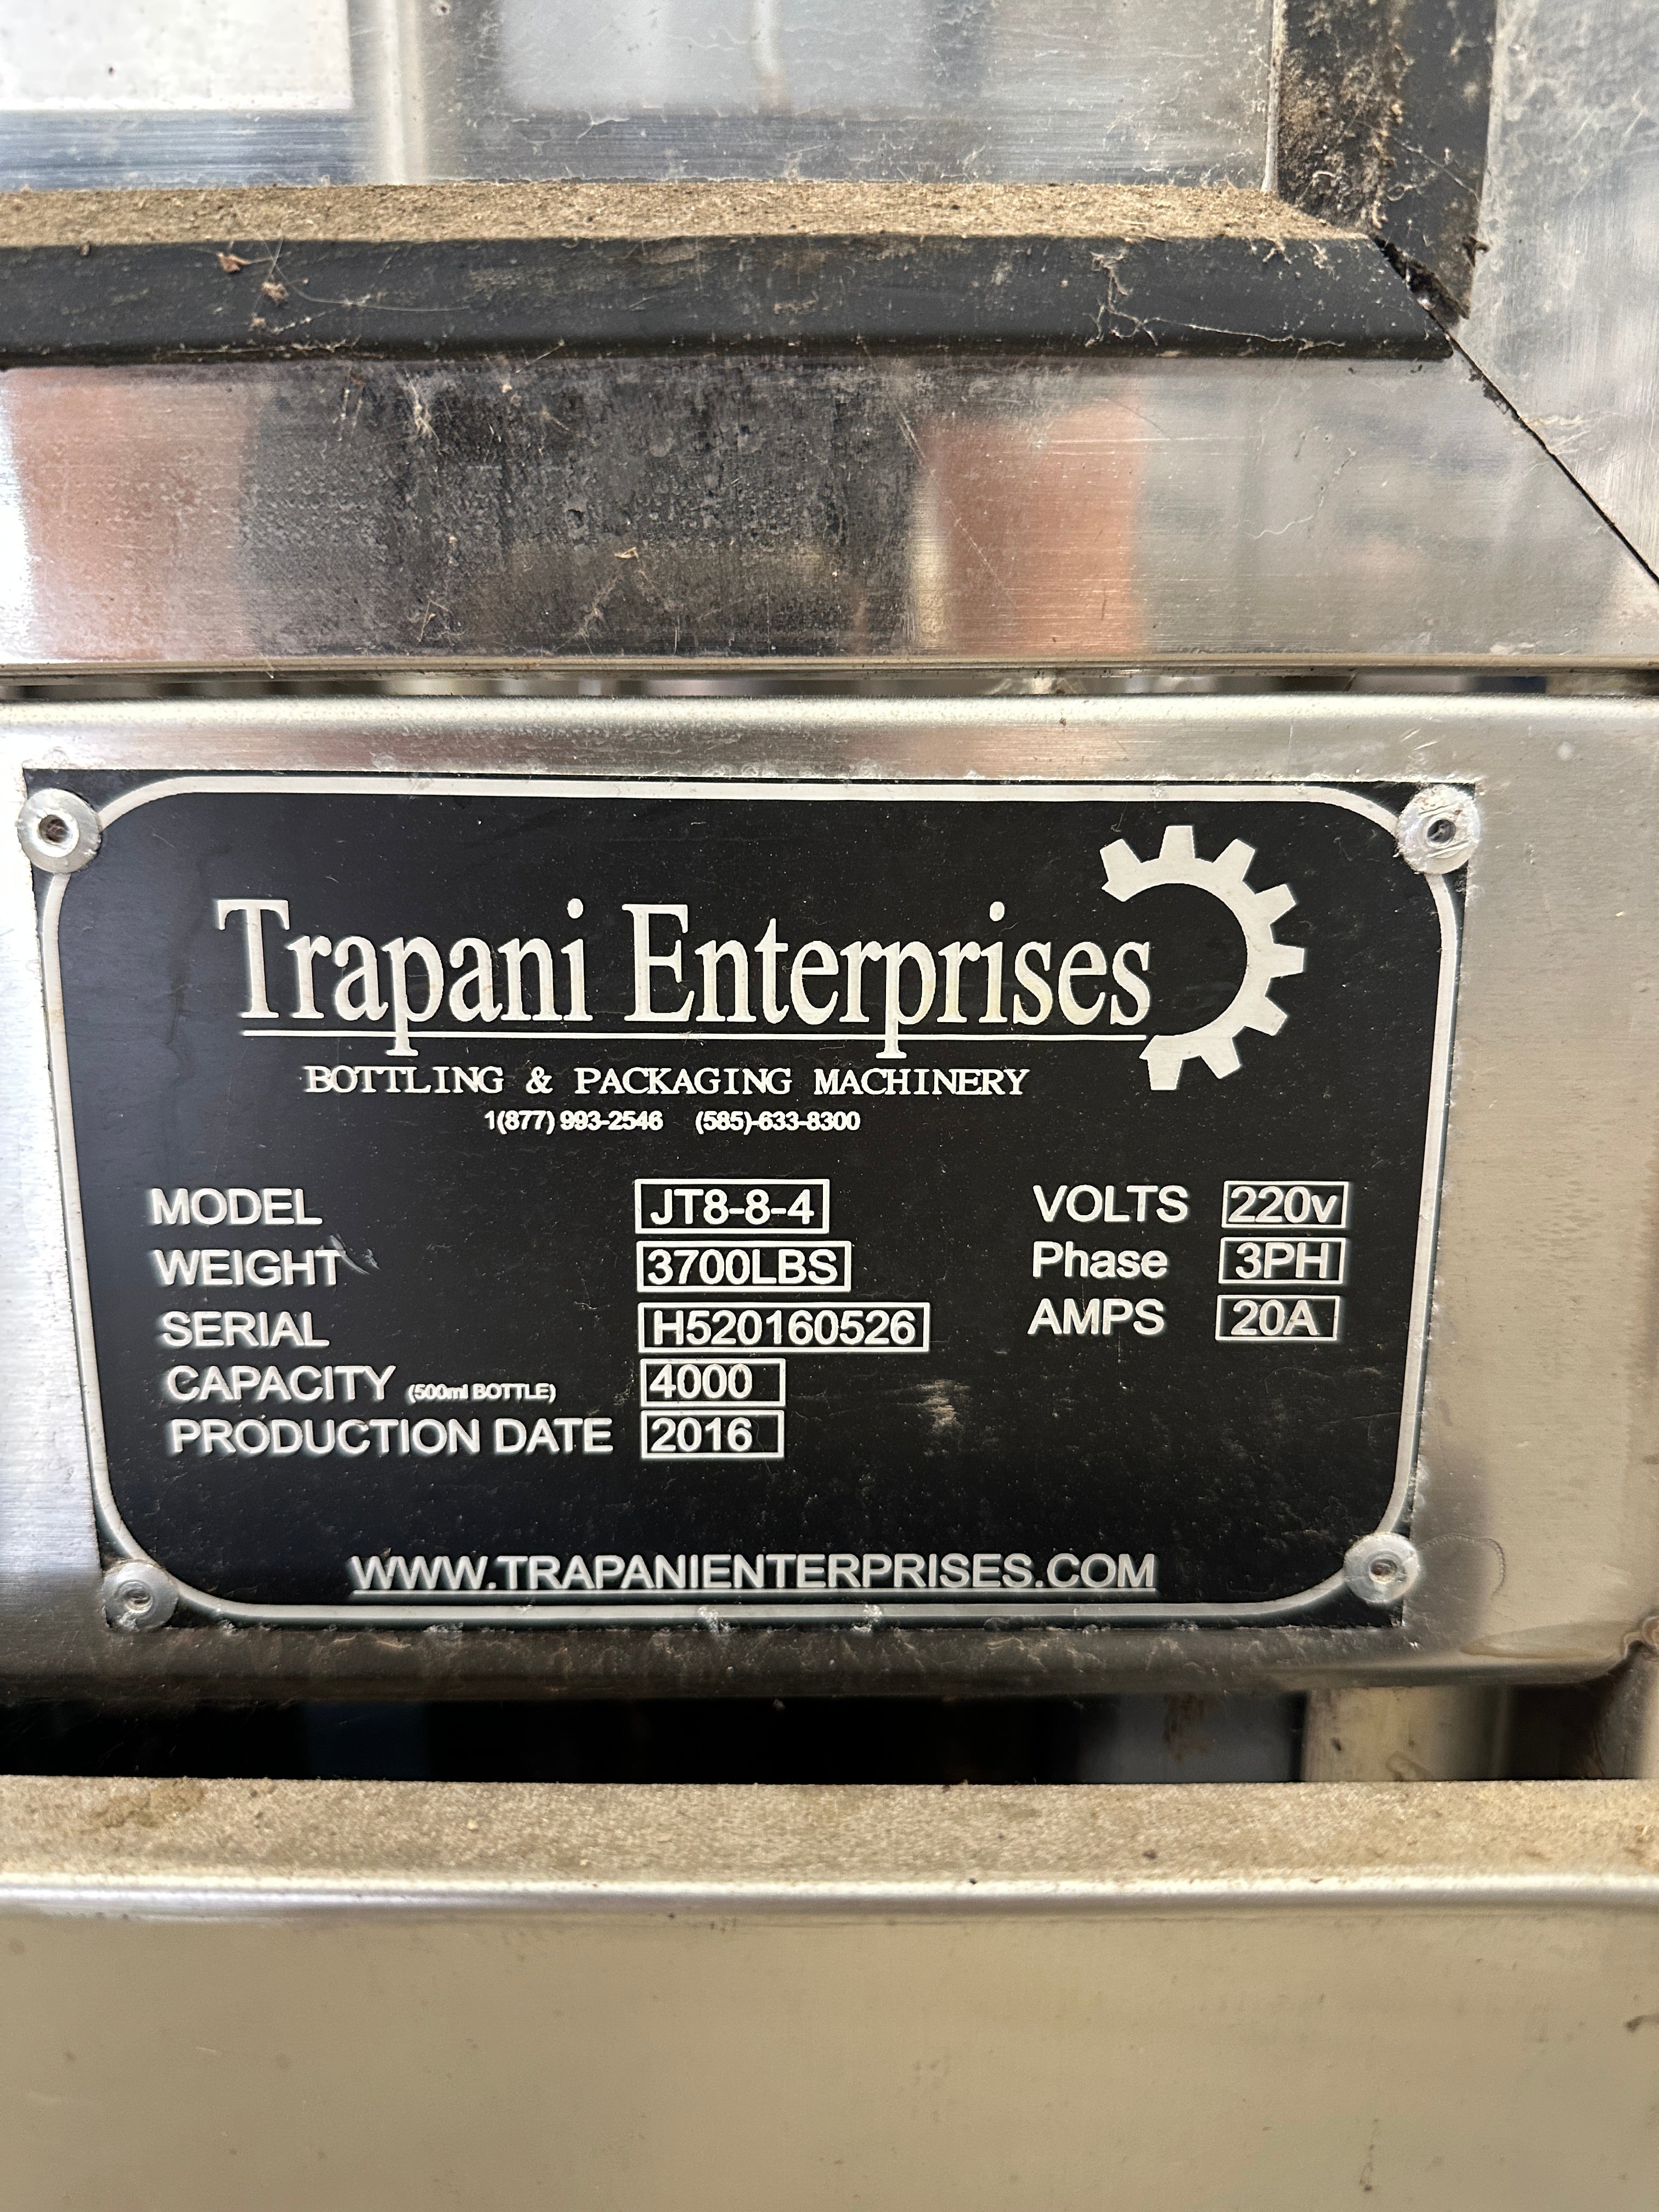 Trapani Enterprises
BOTTLING & PACKAGING MACHINERY
1(877) 993-2546 (585)-633-8300
MODEL JT8-8-4 VOLTS 220v
WEIGHT 3700LBS Phase 3PH
SERIAL H520160526 AMPS 20A
CAPACITY (500ml BOTTLE) 4000
PRODUCTION DATE 2016
WWW.TRAPANIENTERPRISES.COM